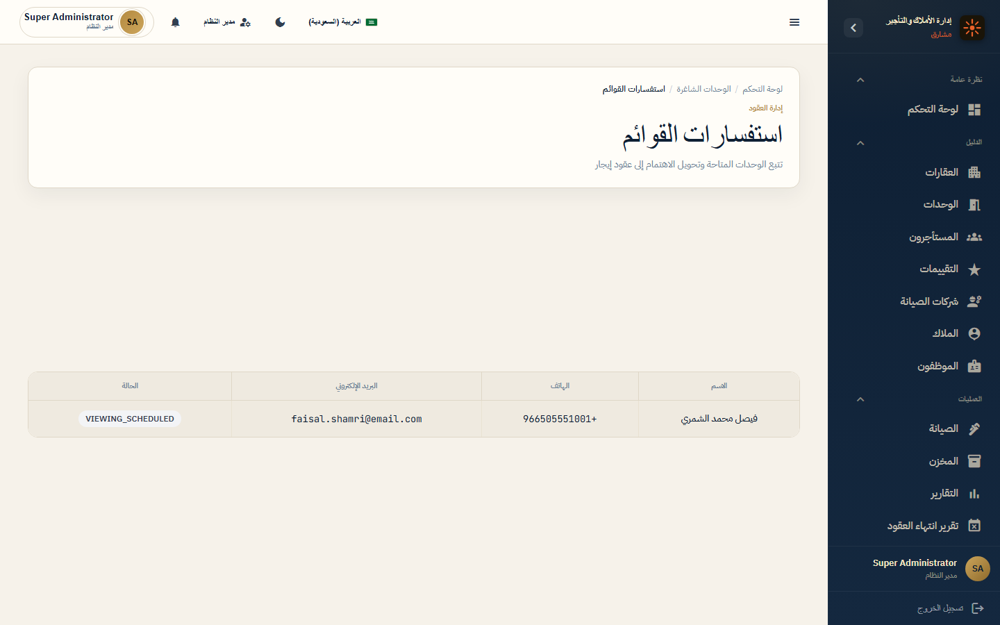 إدارة الأملاك والتأجير
مشارق
نظرة عامة
لوحة التحكم
الدليل
العقارات
الوحدات
المستأجرون
التقييمات
شركات الصيانة
الملاك
الموظفون
العمليات
الصيانة
المخزن
التقارير
تقرير انتهاء العقود
SA
Super Administrator
مدير النظام
تسجيل الخروج
العربية (السعودية)
مدير النظام
SA
Super Administrator
مدير النظام
لوحة التحكم / الوحدات الشاغرة / استفسارات القوائم
إدارة العقود
استفسارات القوائم
تتبع الوحدات المتاحة وتحويل الاهتمام إلى عقود إيجار
الاسم الهاتف البريد الإلكتروني الحالة
فيصل محمد الشمري 966505551001+ faisal.shamri@email.com VIEWING_SCHEDULED